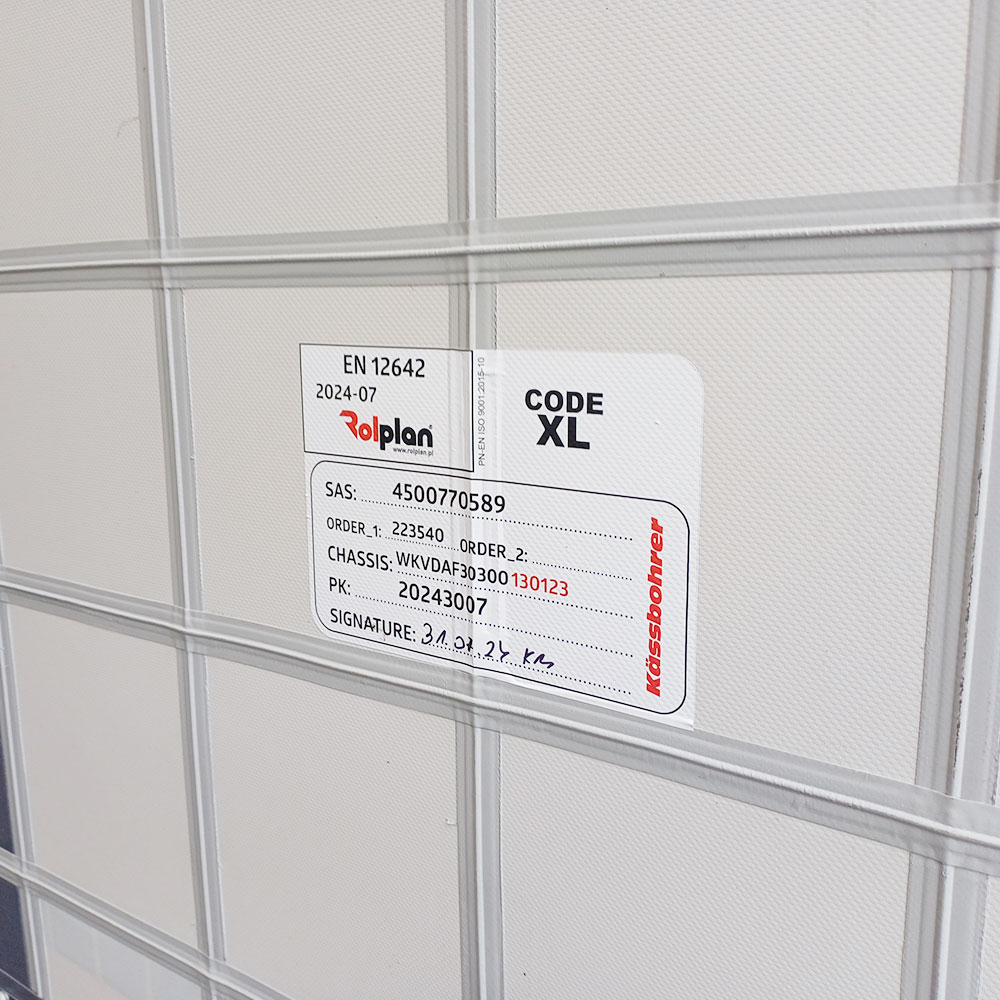 EN 12642
2024-07
Rolplan
www.rolplan.pl
PN-EN ISO 9001:2015-10
CODE
XL
SAS: 4500770589
ORDER_1: 223540 ORDER_2:
CHASSIS: WKVDAF30300130123
PK: 20243007
SIGNATURE: 31.07.24 KM
Kässbohrer